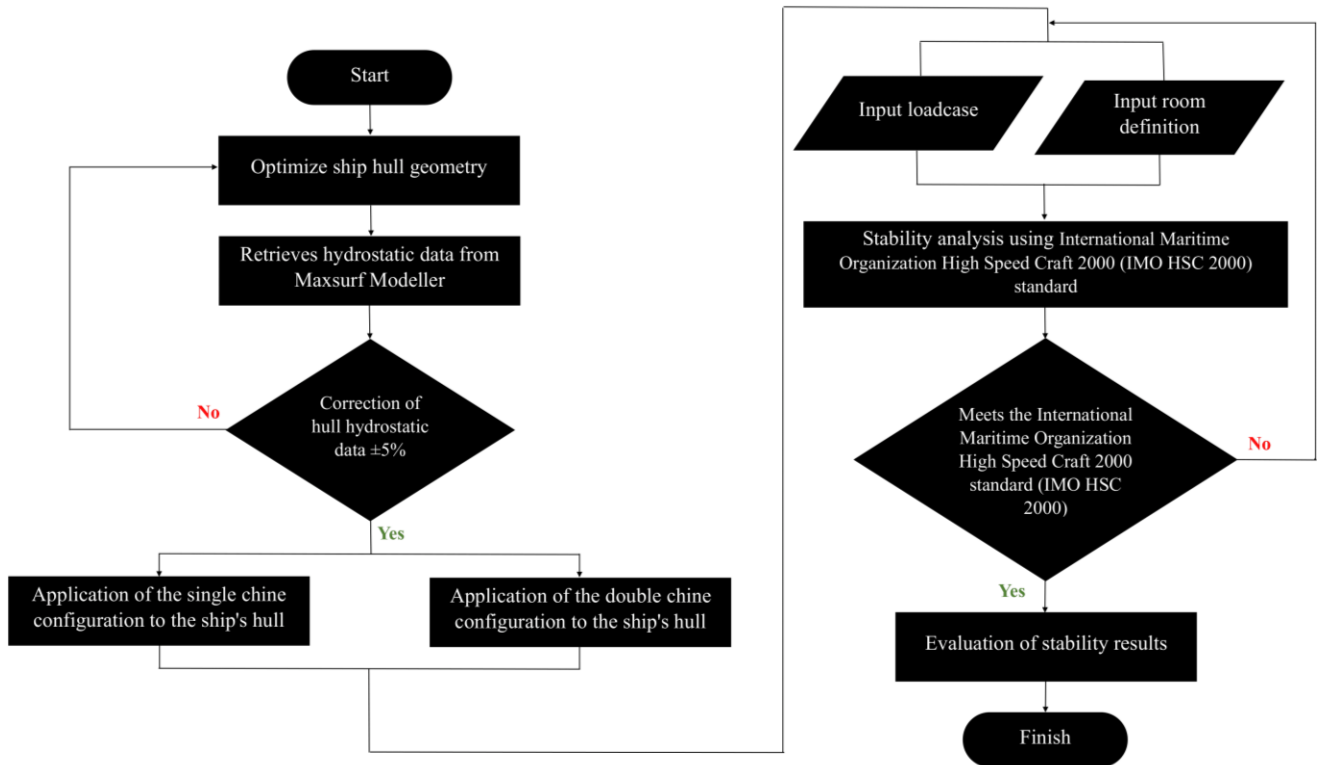 Start
Optimize ship hull geometry
Retrieves hydrostatic data from
Maxsurf Modeller
No
Correction of
hull hydrostatic
data ±5%
Yes
Application of the single chine
configuration to the ship's hull
Application of the double chine
configuration to the ship's hull
Input loadcase
Input room
definition
Stability analysis using International Maritime
Organization High Speed Craft 2000 (IMO HSC 2000)
standard
Meets the International
Maritime Organization
High Speed Craft 2000
standard (IMO HSC
2000)
No
Yes
Evaluation of stability results
Finish